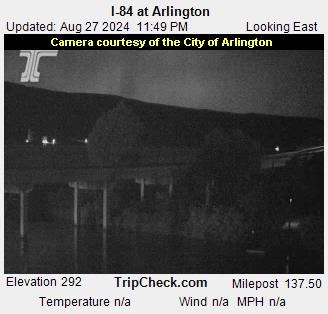 I-84 at Arlington
Updated: Aug 27 2024 11:49 PM Looking East
Camera courtesy of the City of Arlington
Elevation 292 TripCheck.com Milepost 137.50
Temperature n/a Wind n/a MPH n/a